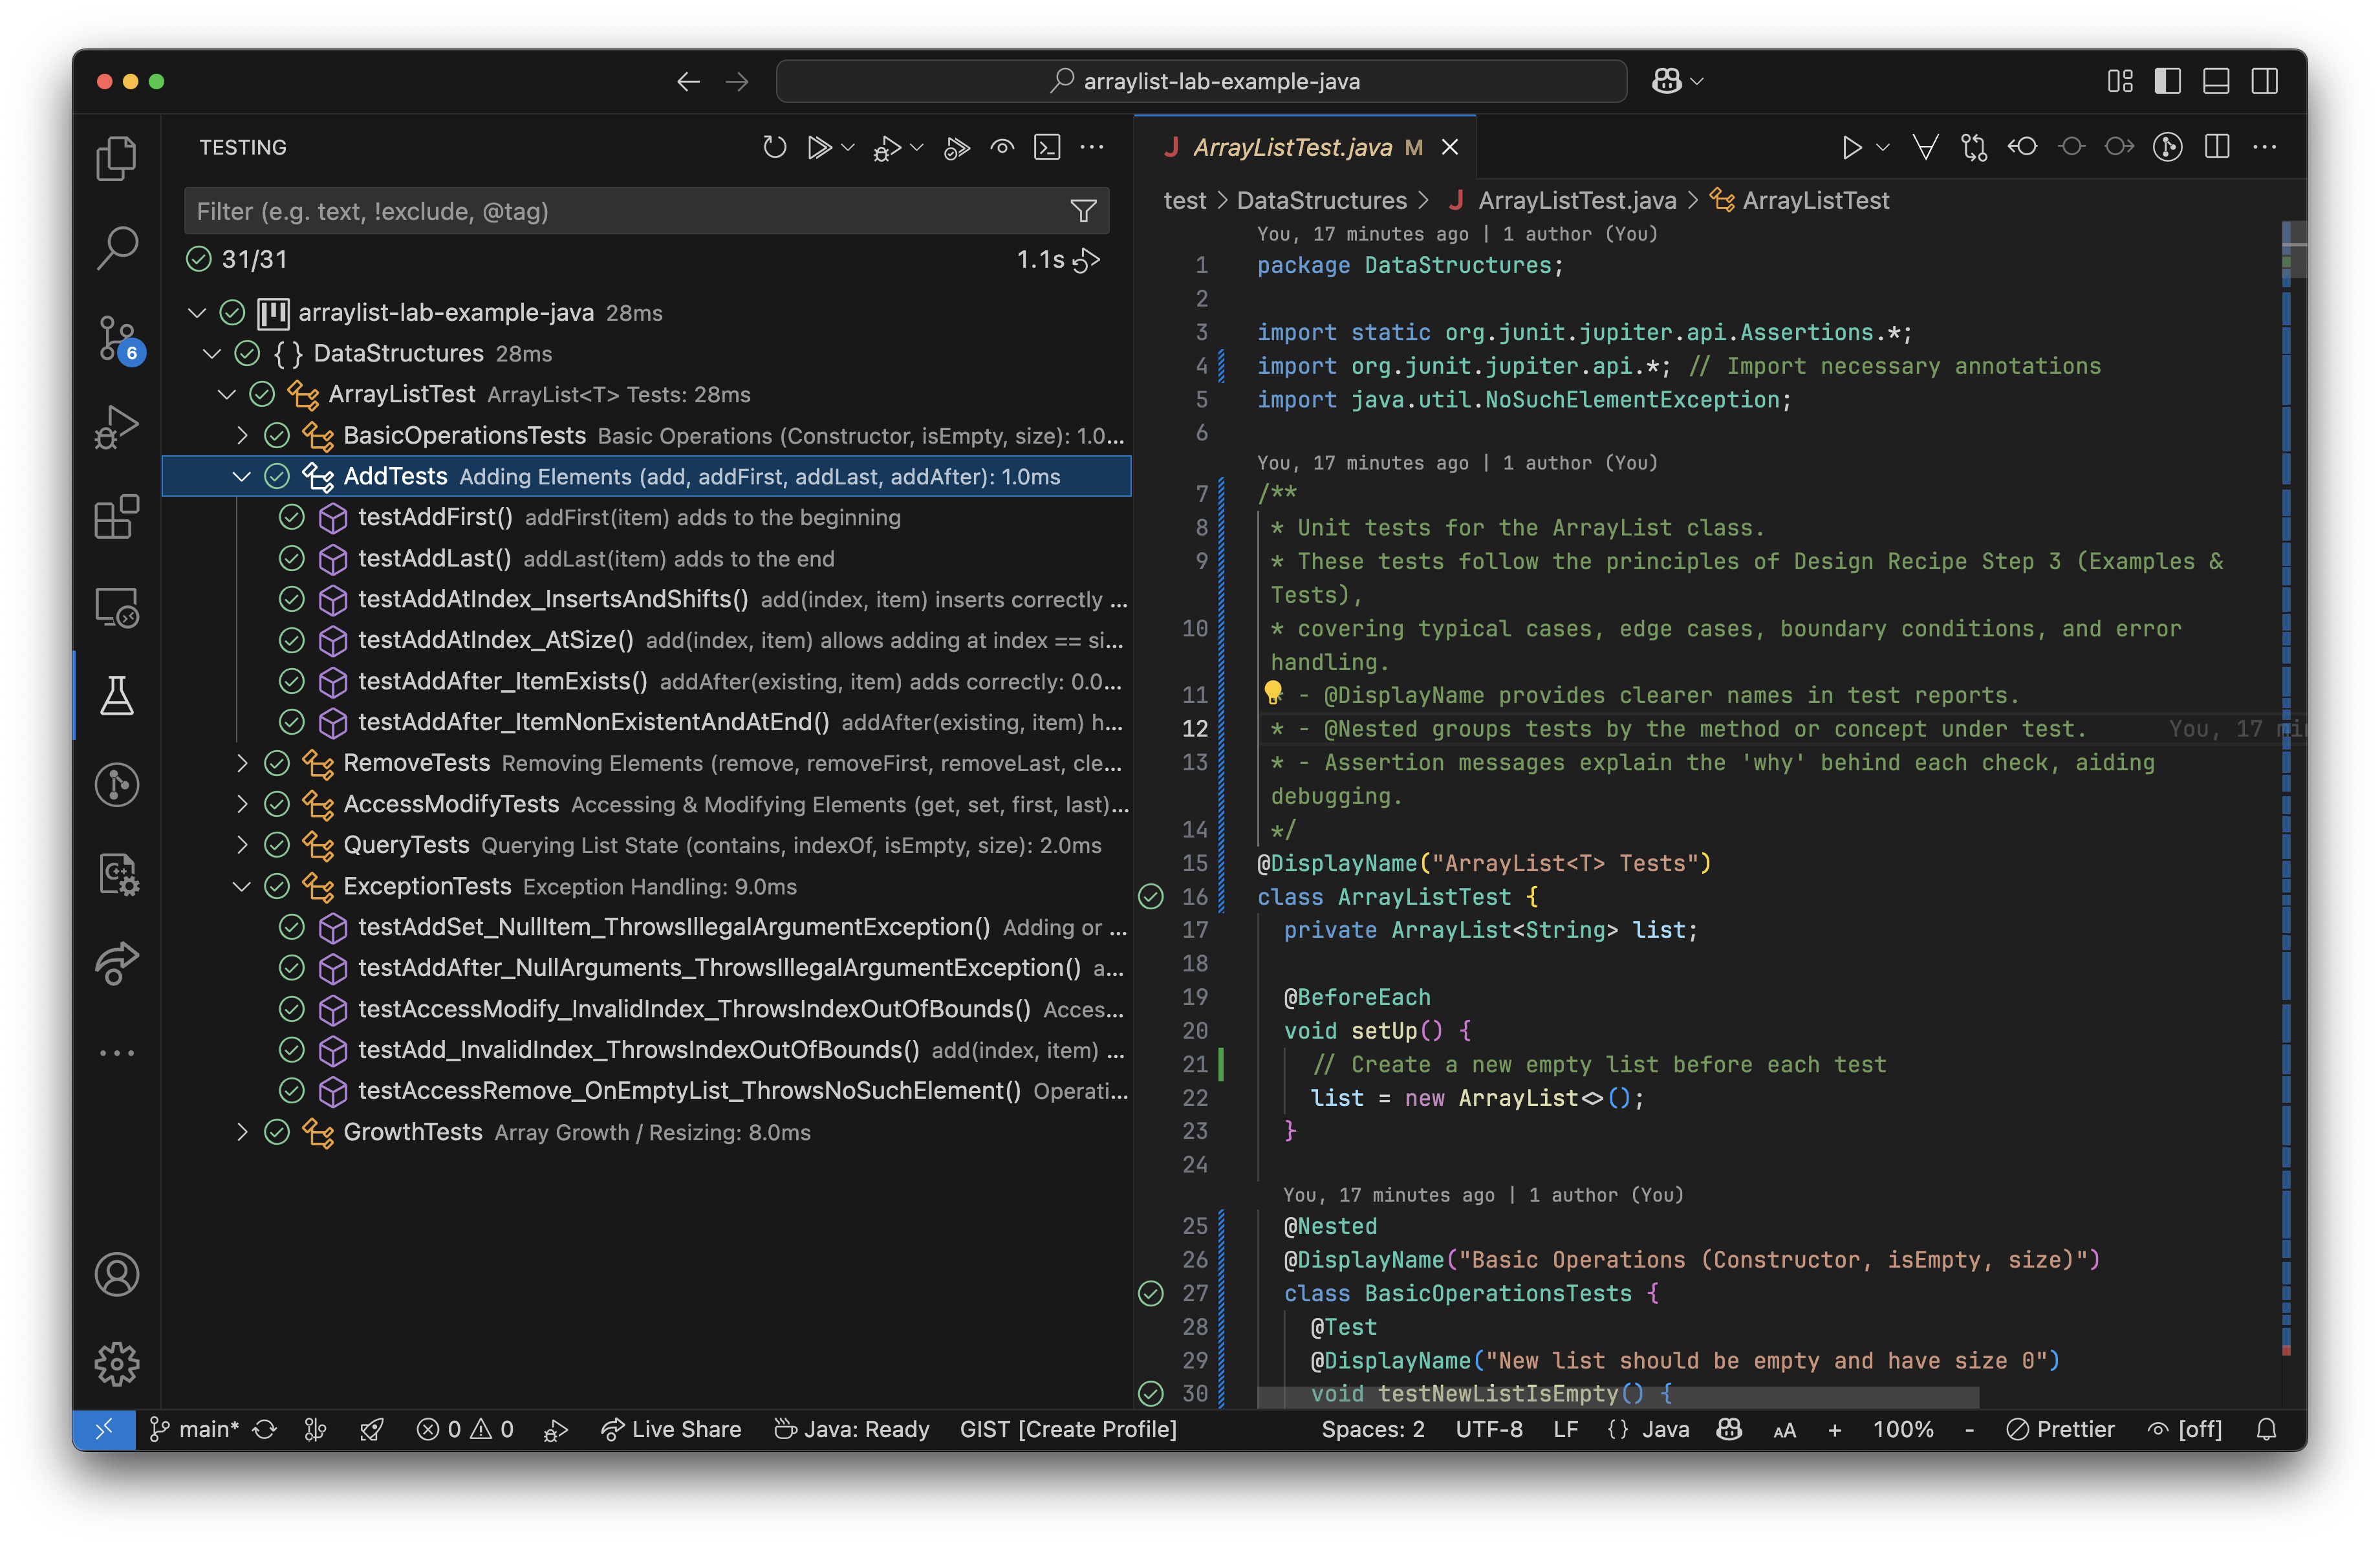 arraylist-lab-example-java
TESTING
Filter (e.g. text, !exclude, @tag)
31/31
1.1s
arraylist-lab-example-java 28ms
{ } DataStructures 28ms
ArrayListTest ArrayList<T> Tests: 28ms
BasicOperationsTests Basic Operations (Constructor, isEmpty, size): 1.0...
AddTests Adding Elements (add, addFirst, addLast, addAfter): 1.0ms
testAddFirst() addFirst(item) adds to the beginning
testAddLast() addLast(item) adds to the end
testAddAtIndex_InsertsAndShifts() add(index, item) inserts correctly ...
testAddAtIndex_AtSize() add(index, item) allows adding at index == si...
testAddAfter_ItemExists() addAfter(existing, item) adds correctly: 0.0...
testAddAfter_ItemNonExistentAndAtEnd() addAfter(existing, item) h...
RemoveTests Removing Elements (remove, removeFirst, removeLast, cle...
AccessModifyTests Accessing & Modifying Elements (get, set, first, last)...
QueryTests Querying List State (contains, indexOf, isEmpty, size): 2.0ms
ExceptionTests Exception Handling: 9.0ms
testAddSet_NullItem_ThrowsIllegalArgumentException() Adding or ...
testAddAfter_NullArguments_ThrowsIllegalArgumentException() a...
testAccessModify_InvalidIndex_ThrowsIndexOutOfBounds() Acces...
testAdd_InvalidIndex_ThrowsIndexOutOfBounds() add(index, item) ...
testAccessRemove_OnEmptyList_ThrowsNoSuchElement() Operati...
GrowthTests Array Growth / Resizing: 8.0ms
6
J ArrayListTest.java M
test > DataStructures > J ArrayListTest.java > ArrayListTest
You, 17 minutes ago | 1 author (You)
1 package DataStructures;
2
3 import static org.junit.jupiter.api.Assertions.*;
4 import org.junit.jupiter.api.*; // Import necessary annotations
5 import java.util.NoSuchElementException;
6
You, 17 minutes ago | 1 author (You)
7 /**
8 * Unit tests for the ArrayList class.
9 * These tests follow the principles of Design Recipe Step 3 (Examples &
Tests),
10 * covering typical cases, edge cases, boundary conditions, and error
handling.
11 * - @DisplayName provides clearer names in test reports.
12 * - @Nested groups tests by the method or concept under test. You, 17 min
13 * - Assertion messages explain the 'why' behind each check, aiding
debugging.
14 */
15 @DisplayName("ArrayList<T> Tests")
16 class ArrayListTest {
17 private ArrayList<String> list;
18
19 @BeforeEach
20 void setUp() {
21 // Create a new empty list before each test
22 list = new ArrayList<>();
23 }
24
You, 17 minutes ago | 1 author (You)
25 @Nested
26 @DisplayName("Basic Operations (Constructor, isEmpty, size)")
27 class BasicOperationsTests {
28 @Test
29 @DisplayName("New list should be empty and have size 0")
30 void testNewListIsEmpty() {
main* 0 0 Live Share Java: Ready GIST [Create Profile] Spaces: 2 UTF-8 LF {} Java AA + 100% - Prettier [off]